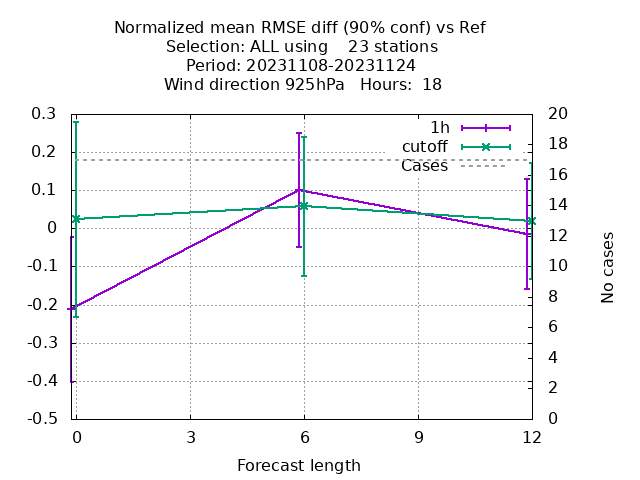 Normalized mean RMSE diff (90% conf) vs Ref
Selection: ALL using    23 stations
Period: 20231108-20231124
Wind direction 925hPa   Hours:  18
0.3
0.2
0.1
0
-0.1
-0.2
-0.3
-0.4
-0.5
20
18
16
14
12
10
8
6
4
2
0
1h
cutoff
Cases
No cases
0
3
6
9
12
Forecast length